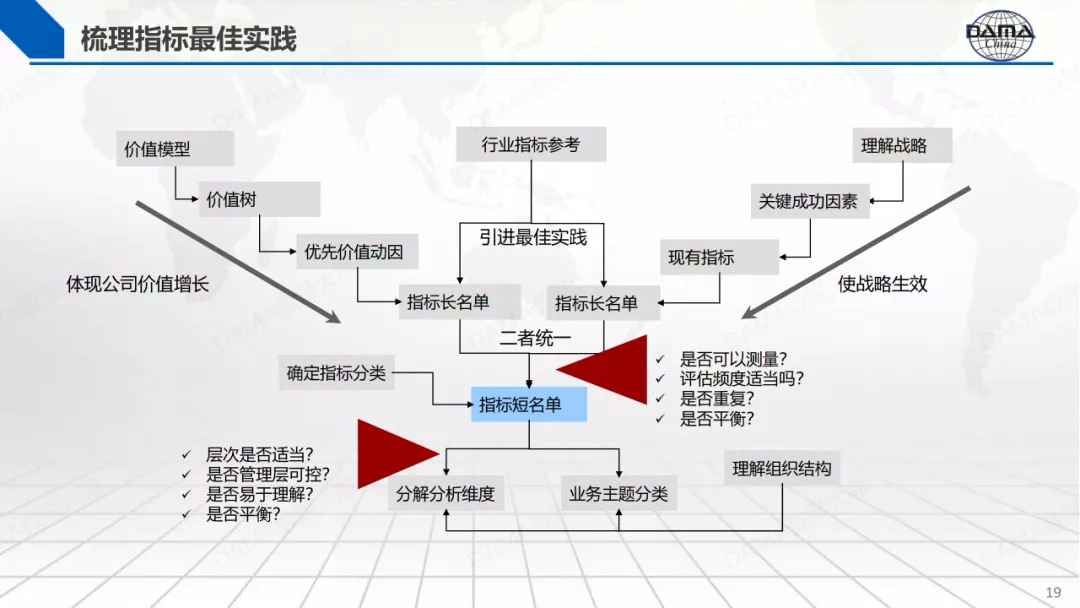 梳理指标最佳实践
DAMA
China
价值模型
行业指标参考
理解战略
价值树
关键成功因素
引进最佳实践
优先价值动因
现有指标
体现公司价值增长
使战略生效
指标长名单
指标长名单
二者统一
✓ 是否可以测量?
✓ 评估频度适当吗?
✓ 是否重复?
✓ 是否平衡?
确定指标分类
指标短名单
✓ 层次是否适当?
✓ 是否管理层可控?
✓ 是否易于理解?
✓ 是否平衡?
理解组织结构
分解分析维度
业务主题分类
19